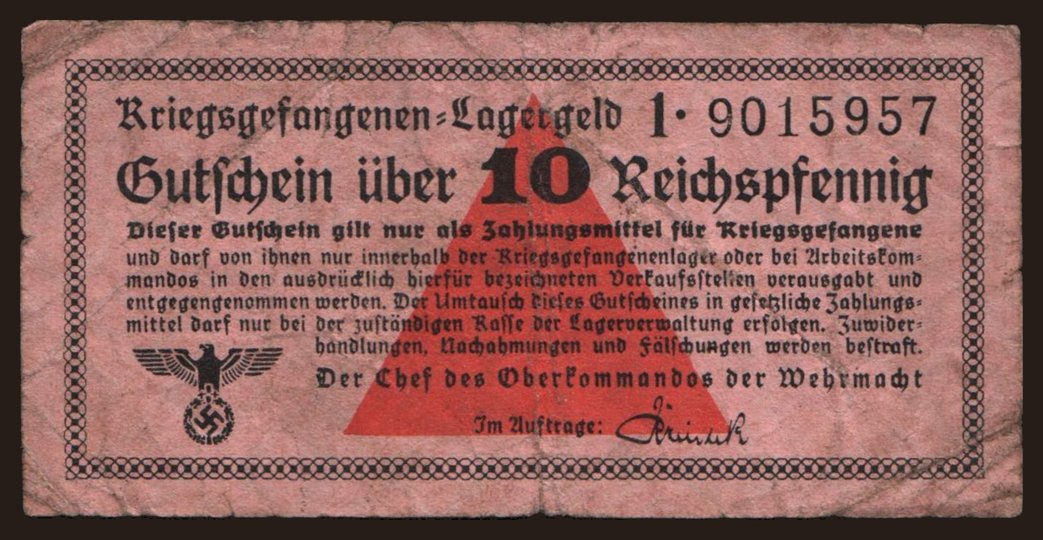 Kriegsgefangenen-Lagergeld 1· 9015957
Gutschein über 10 Reichspfennig
Dieser Gutschein gilt nur als Zahlungsmittel für Kriegsgefangene
und darf von ihnen nur innerhalb der Kriegsgefangenenlager oder bei Arbeitskom-
mandos in den ausdrücklich hierfür bezeichneten Verkaufsstellen verausgabt und
entgegengenommen werden. Der Umtausch dieses Gutscheines in gesetzliche Zahlungs-
mittel darf nur bei der zuständigen Kasse der Lagerverwaltung erfolgen. Zuwider-
handlungen, Nachahmungen und Fälschungen werden bestraft.
Der Chef des Oberkommandos der Wehrmacht
Im Auftrage: